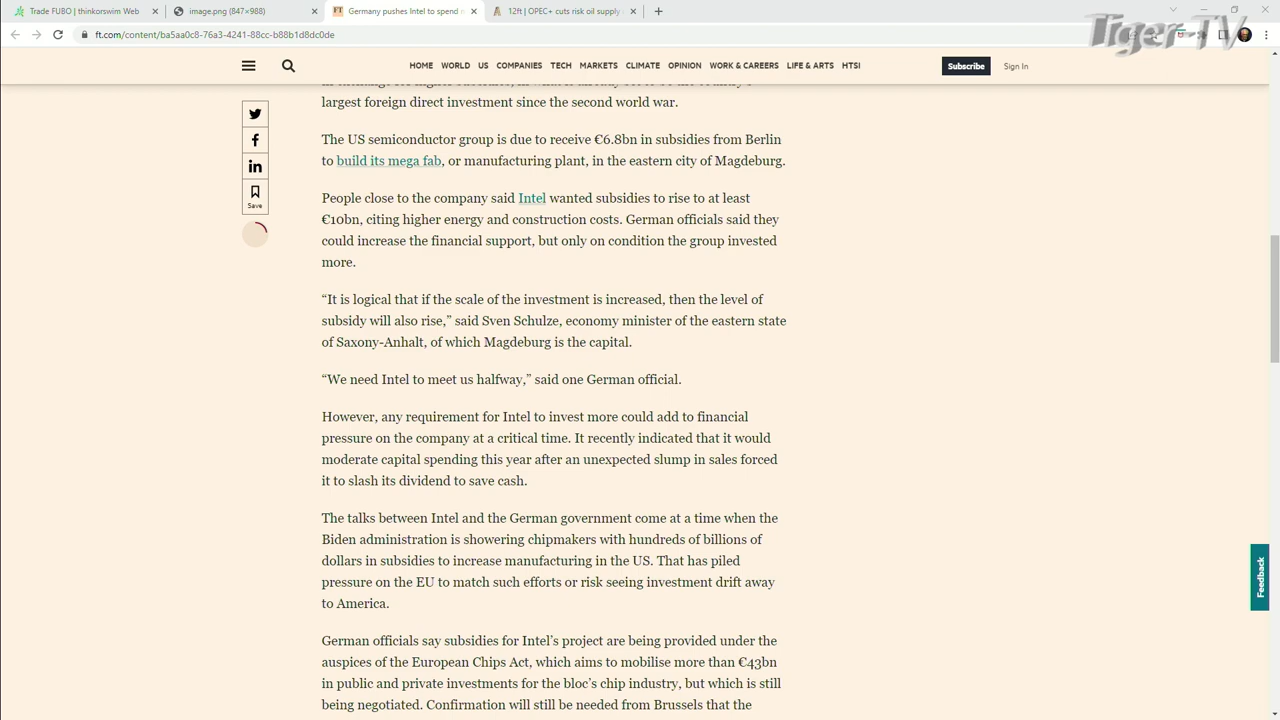 Trade FUBO | thinkorswim Web
image.png (847×988)
Germany pushes Intel to spend
12ft | OPEC+ cuts risk oil supply
ft.com/content/ba5aa0c8-76a3-4241-88cc-b88b1d8dc0de
Tiger-TV
HOME WORLD US COMPANIES TECH MARKETS CLIMATE OPINION WORK & CAREERS LIFE & ARTS HTSI
Subscribe
Sign In
largest foreign direct investment since the second world war.
The US semiconductor group is due to receive €6.8bn in subsidies from Berlin
to build its mega fab, or manufacturing plant, in the eastern city of Magdeburg.
Save
People close to the company said Intel wanted subsidies to rise to at least
€10bn, citing higher energy and construction costs. German officials said they
could increase the financial support, but only on condition the group invested
more.
“It is logical that if the scale of the investment is increased, then the level of
subsidy will also rise,” said Sven Schulze, economy minister of the eastern state
of Saxony-Anhalt, of which Magdeburg is the capital.
“We need Intel to meet us halfway,” said one German official.
However, any requirement for Intel to invest more could add to financial
pressure on the company at a critical time. It recently indicated that it would
moderate capital spending this year after an unexpected slump in sales forced
it to slash its dividend to save cash.
The talks between Intel and the German government come at a time when the
Biden administration is showering chipmakers with hundreds of billions of
dollars in subsidies to increase manufacturing in the US. That has piled
pressure on the EU to match such efforts or risk seeing investment drift away
to America.
Feedback
German officials say subsidies for Intel’s project are being provided under the
auspices of the European Chips Act, which aims to mobilise more than €43bn
in public and private investments for the bloc’s chip industry, but which is still
being negotiated. Confirmation will still be needed from Brussels that the